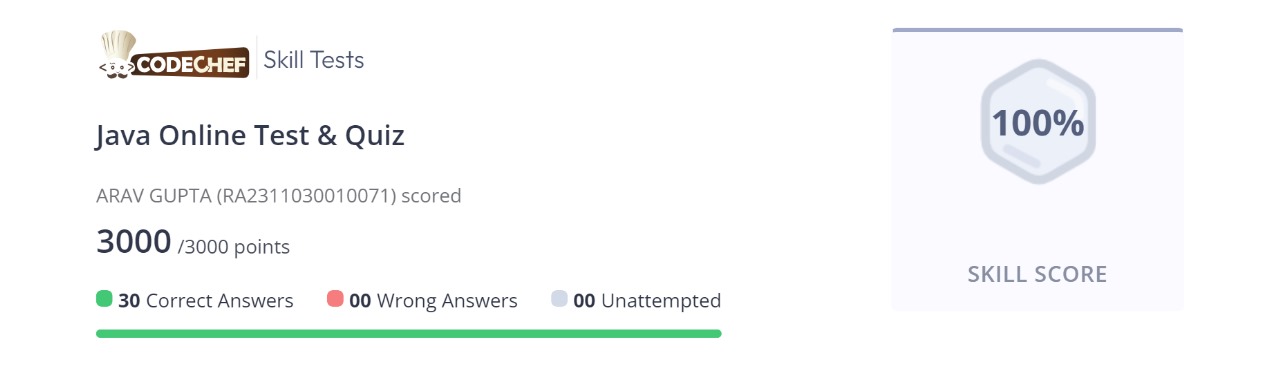 CODECHEF Skill Tests
Java Online Test & Quiz
ARAV GUPTA (RA2311030010071) scored
3000 /3000 points
30 Correct Answers 00 Wrong Answers 00 Unattempted
100%
SKILL SCORE